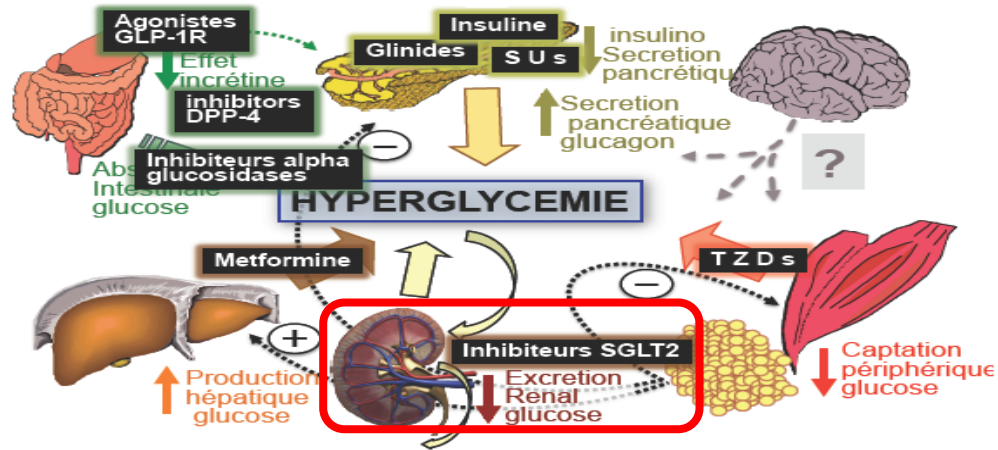 Agonistes
GLP-1R
Effet
incrétine
inhibitors
DPP-4
Inhibiteurs alpha
glucosidases
Intestinale
glucose
Insuline
Glinides
S U s
insulino
Secretion
Secretion
pancréatique
glucagon
?
−
HYPERGLYCEMIE
Metformine
T Z D s
−
+
Inhibiteurs SGLT2
Production
hépatique
glucose
Excretion
Renal
glucose
Captation
périphérique
glucose